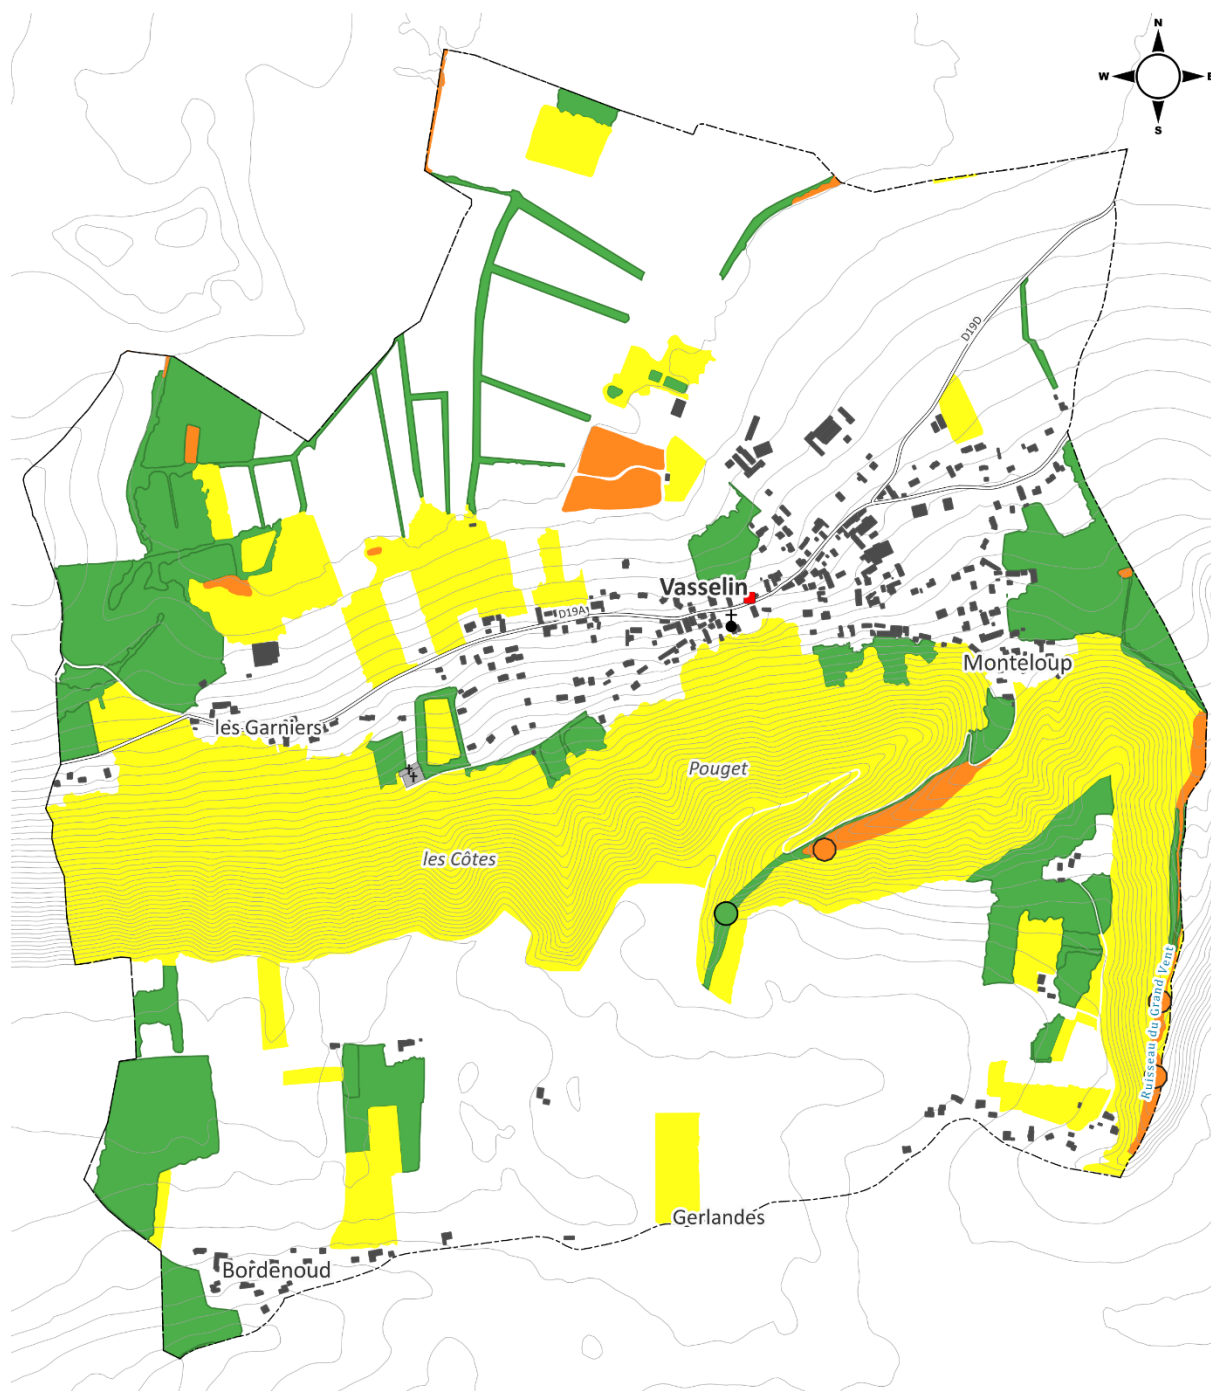 N
W
E
S
D19D
Vasselin
D19A
Monteloup
les Garniers
Pouget
les Côtes
Ruisseau du Grand Vent
Gerlandes
Bordenoud